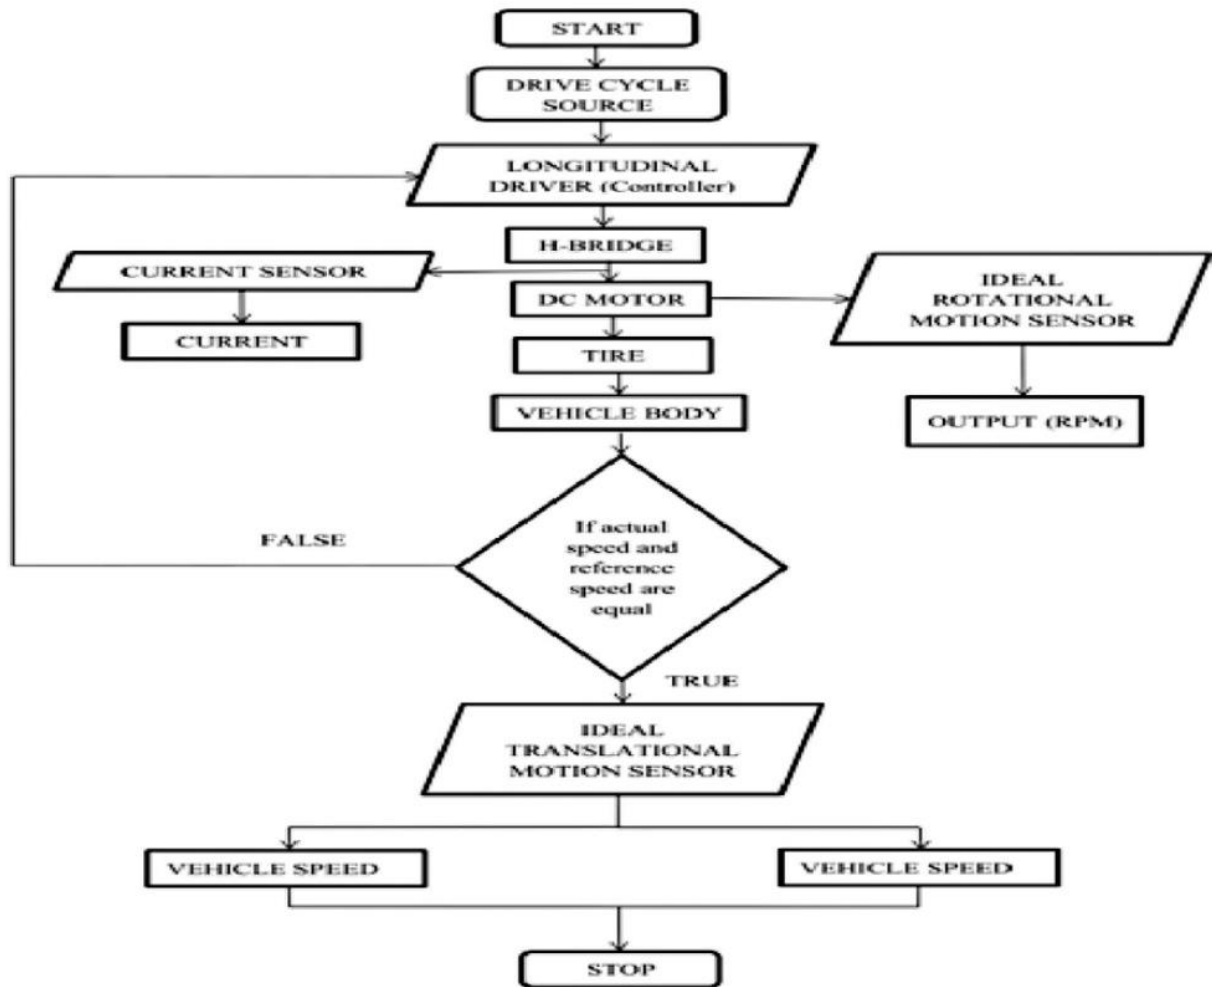 START
DRIVE CYCLE
SOURCE
LONGITUDINAL
DRIVER (Controller)
H-BRIDGE
CURRENT SENSOR
DC MOTOR
IDEAL
ROTATIONAL
MOTION SENSOR
CURRENT
TIRE
VEHICLE BODY
OUTPUT (RPM)
FALSE
If actual
speed and
reference
speed are
equal
TRUE
IDEAL
TRANSLATIONAL
MOTION SENSOR
VEHICLE SPEED
VEHICLE SPEED
STOP